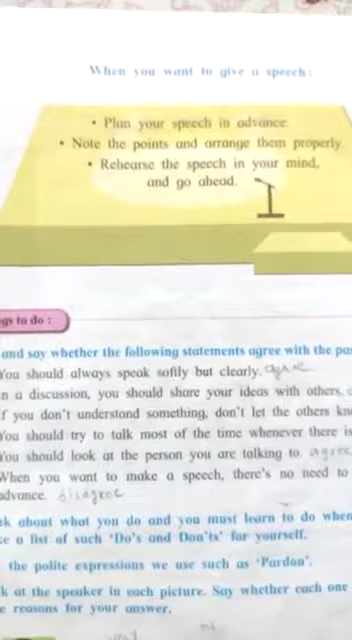 When you want to give a speech:
• Plan your speech in advance.
• Note the points and arrange them properly.
• Rehearse the speech in your mind,
and go ahead.
gs to do :
and say whether the following statements agree with the pas
You should always speak softly but clearly. agree
n a discussion, you should share your ideas with others.
f you don't understand something, don't let the others kno
You should try to talk most of the time whenever there is
You should look at the person you are talking to. agree
When you want to make a speech, there's no need to
advance. disagree
k about what you do and you must learn to do when
e a list of such 'Do's and Don'ts' for yourself.
the polite expressions we use such as 'Pardon'.
k at the speaker in each picture. Say whether each one
e reasons for your answer.